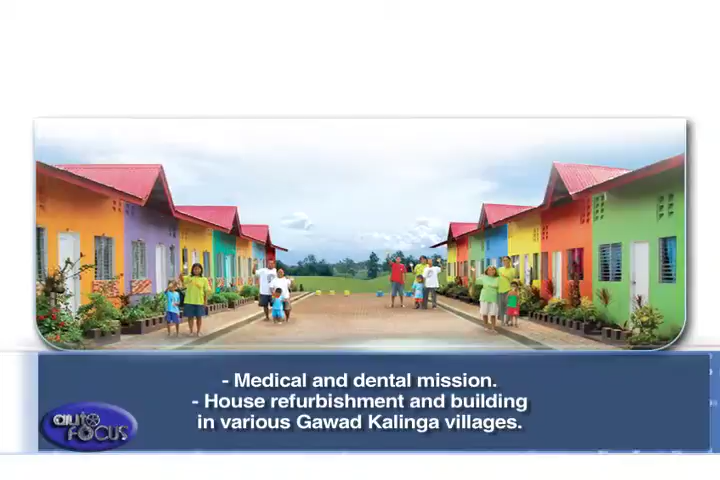 - Medical and dental mission.
- House refurbishment and building
in various Gawad Kalinga villages.
auto
FOCUS